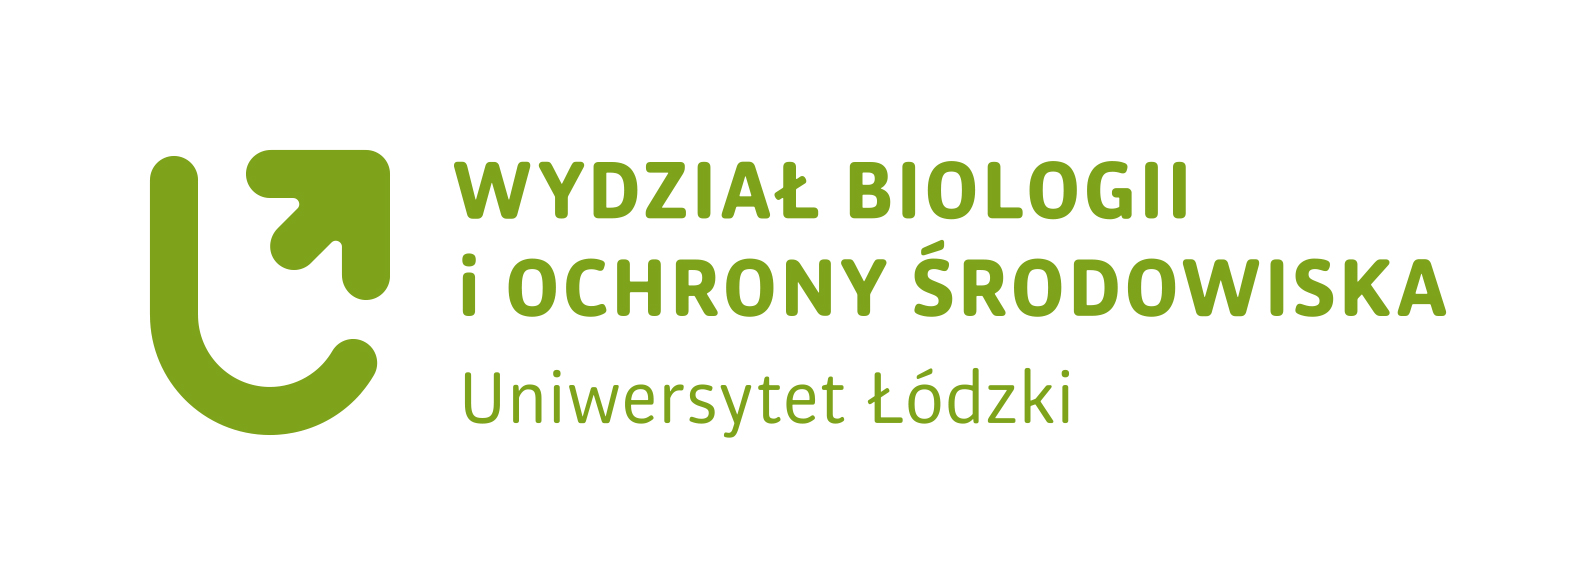 WYDZIAŁ BIOLOGII
i OCHRONY ŚRODOWISKA
Uniwersytet Łódzki